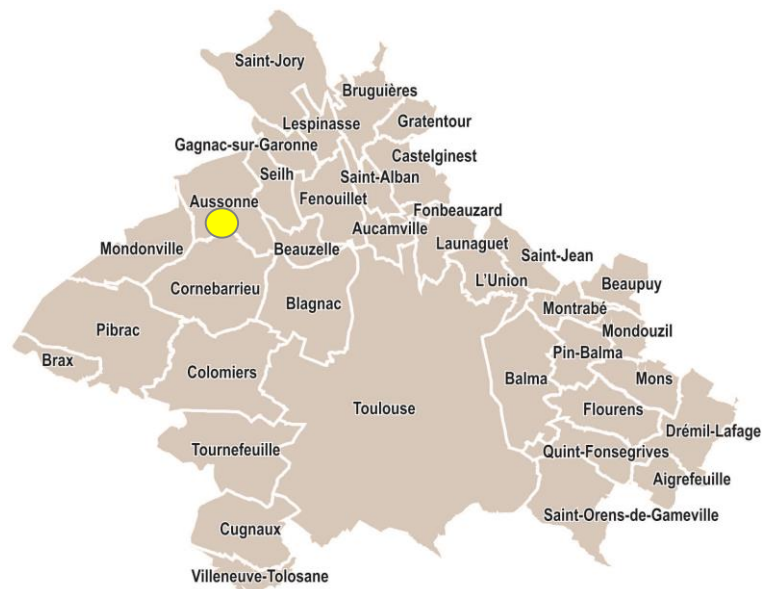 Saint-Jory
Bruguières
Lespinasse
Gratentour
Gagnac-sur-Garonne
Castelginest
Seilh
Saint-Alban
Aussonne
Fenouillet
Fonbeauzard
Aucamville
Mondonville
Beauzelle
Launaguet
Saint-Jean
L'Union
Beaupuy
Cornebarrieu
Blagnac
Montrabé
Pibrac
Mondouzil
Brax
Pin-Balma
Colomiers
Balma
Mons
Toulouse
Flourens
Drémil-Lafage
Tournefeuille
Quint-Fonsegrives
Aigrefeuille
Saint-Orens-de-Gameville
Cugnaux
Villeneuve-Tolosane